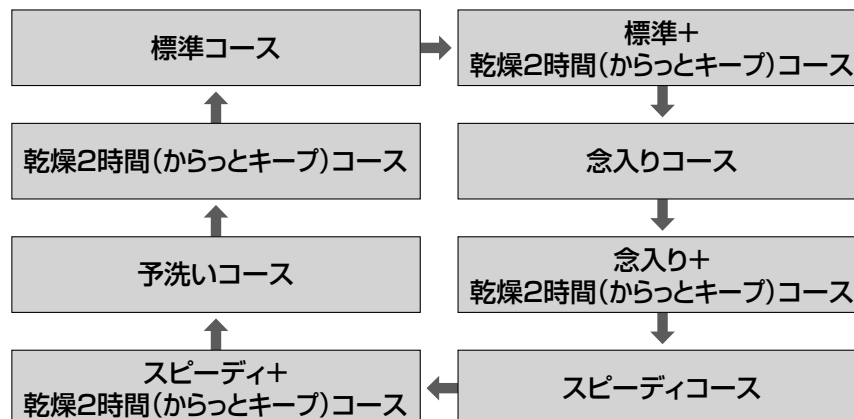 標準コース
標準＋
乾燥2時間(からっとキープ)コース
念入りコース
念入り＋
乾燥2時間(からっとキープ)コース
スピーディコース
スピーディ＋
乾燥2時間(からっとキープ)コース
予洗いコース
乾燥2時間(からっとキープ)コース